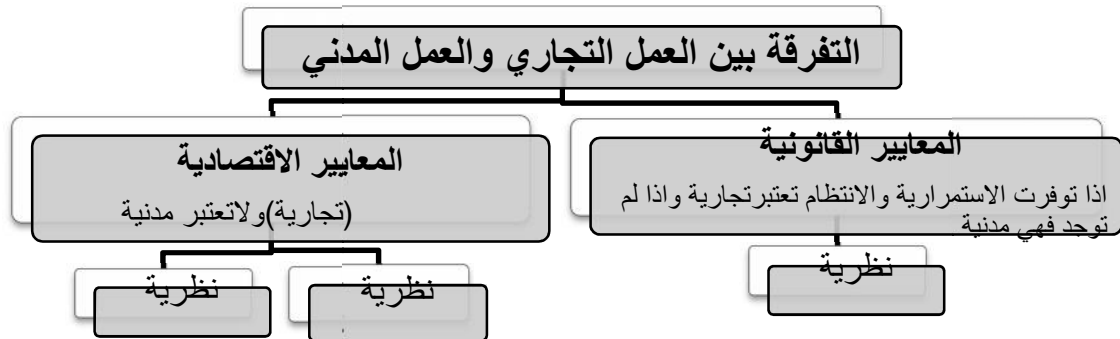 التفرقة بين العمل التجاري والعمل المدني
المعايير القانونية
اذا توفرت الاستمرارية والانتظام تعتبرتجارية واذا لم
توجد فهي مدنية
نظرية
المعايير الاقتصادية
(تجارية)ولاتعتبر مدنية
نظرية
نظرية